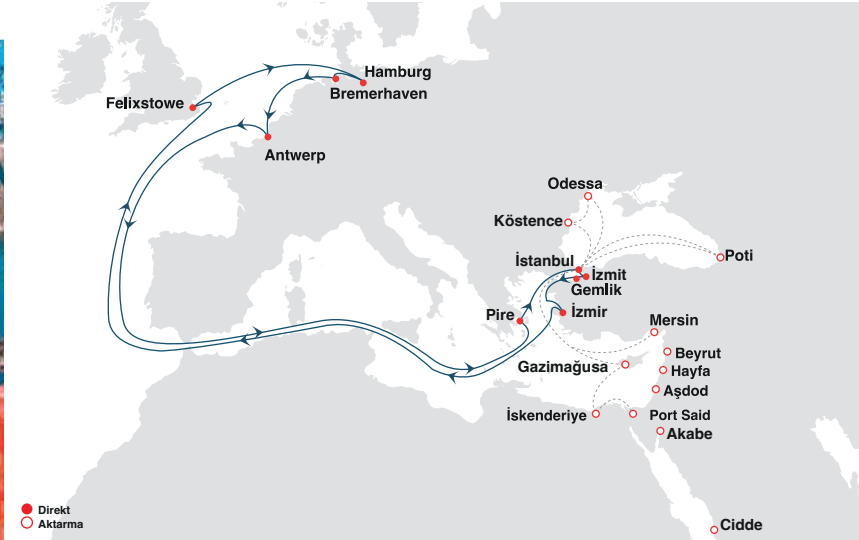 Hamburg
Bremerhaven
Felixstowe
Antwerp
Odessa
Köstence
İstanbul
Poti
İzmit
Gemlik
Pire
İzmir
Mersin
Beyrut
Gazimağusa
Hayfa
Aşdod
İskenderiye
Port Said
Akabe
Direkt
Aktarma
Cidde